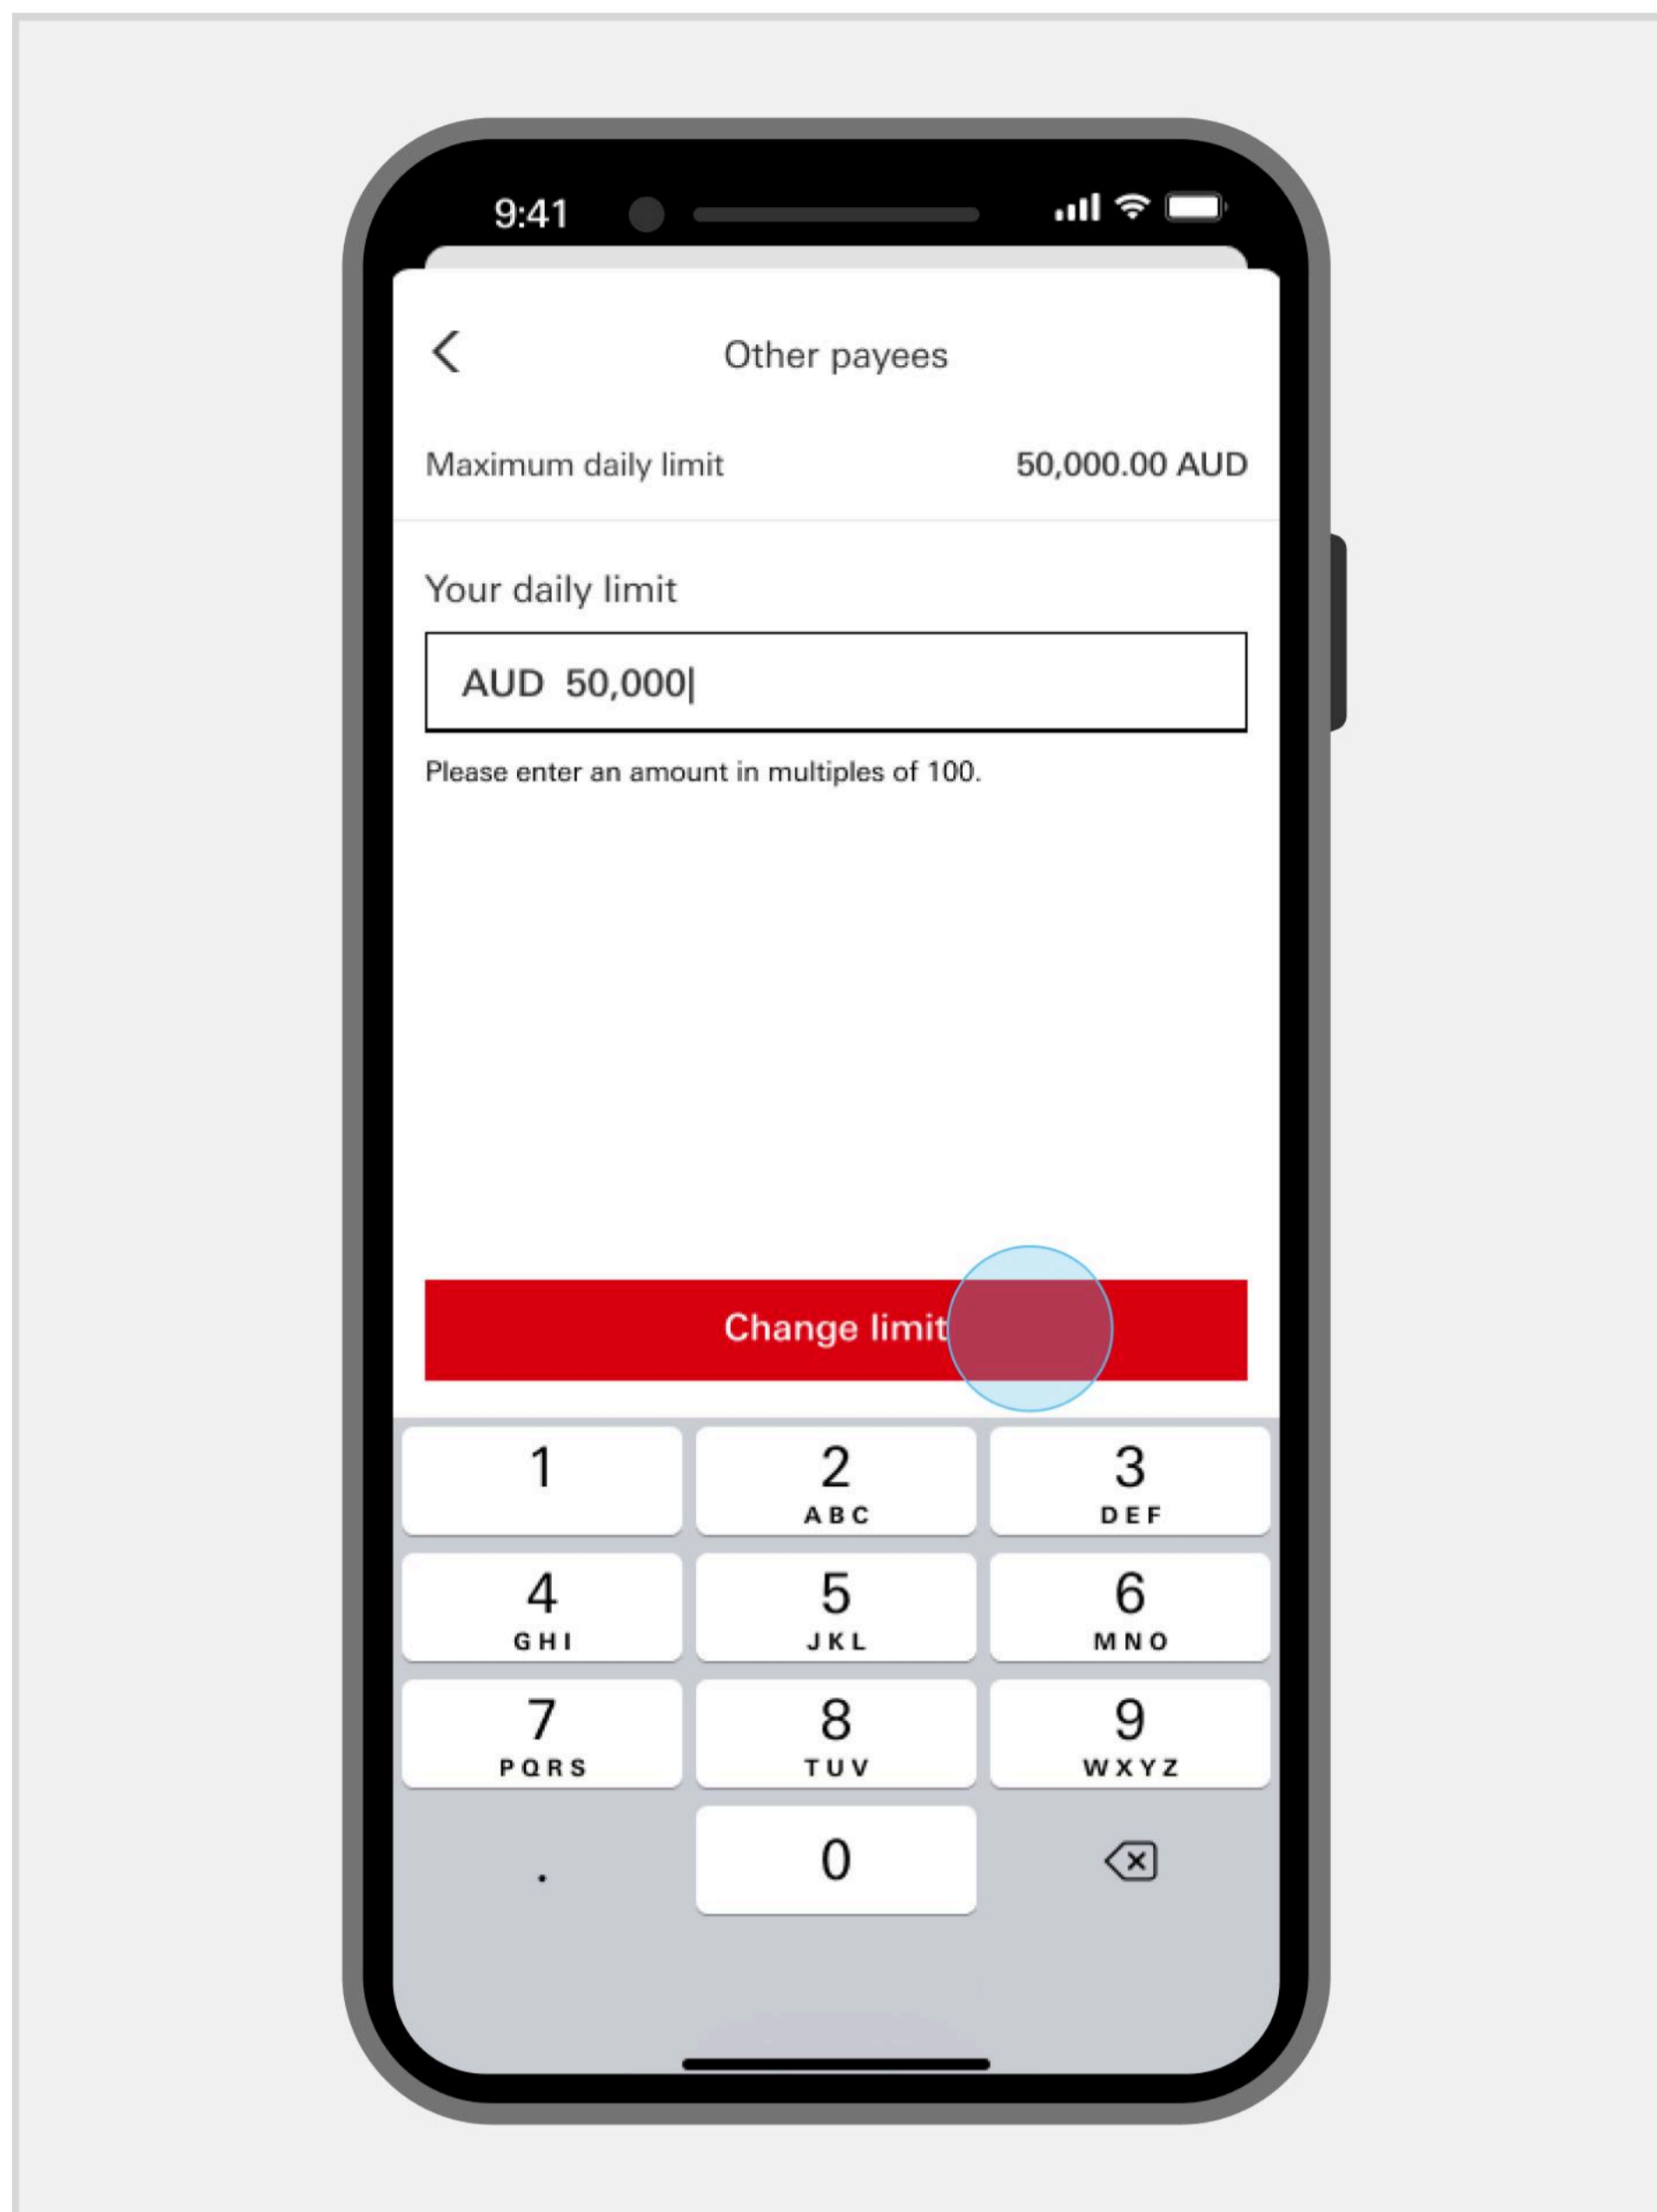 9:41
Other payees
Maximum daily limit 50,000.00 AUD
Your daily limit
AUD 50,000
Please enter an amount in multiples of 100.
Change limit
1 2 3
ABC DEF
4 5 6
GHI JKL MNO
7 8 9
PQRS TUV WXYZ
. 0